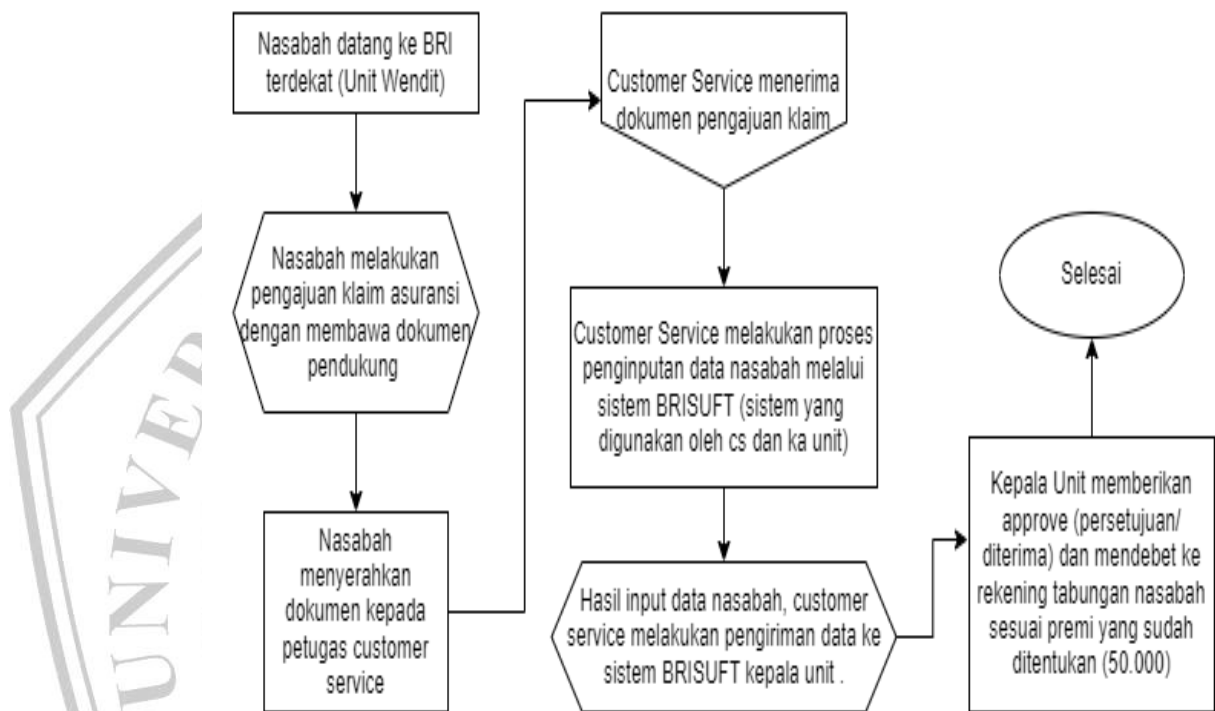 Nasabah datang ke BRI
terdekat (Unit Wendit)
Nasabah melakukan
pengajuan klaim asuransi
dengan membawa dokumen
pendukung
Nasabah
menyerahkan
dokumen kepada
petugas customer
service
Customer Service menerima
dokumen pengajuan klaim
Customer Service melakukan proses
penginputan data nasabah melalui
sistem BRISUFT (sistem yang
digunakan oleh cs dan ka unit)
Hasil input data nasabah, customer
service melakukan pengiriman data ke
sistem BRISUFT kepala unit .
Kepala Unit memberikan
approve (persetujuan/
diterima) dan mendebet ke
rekening tabungan nasabah
sesuai premi yang sudah
ditentukan (50.000)
Selesai